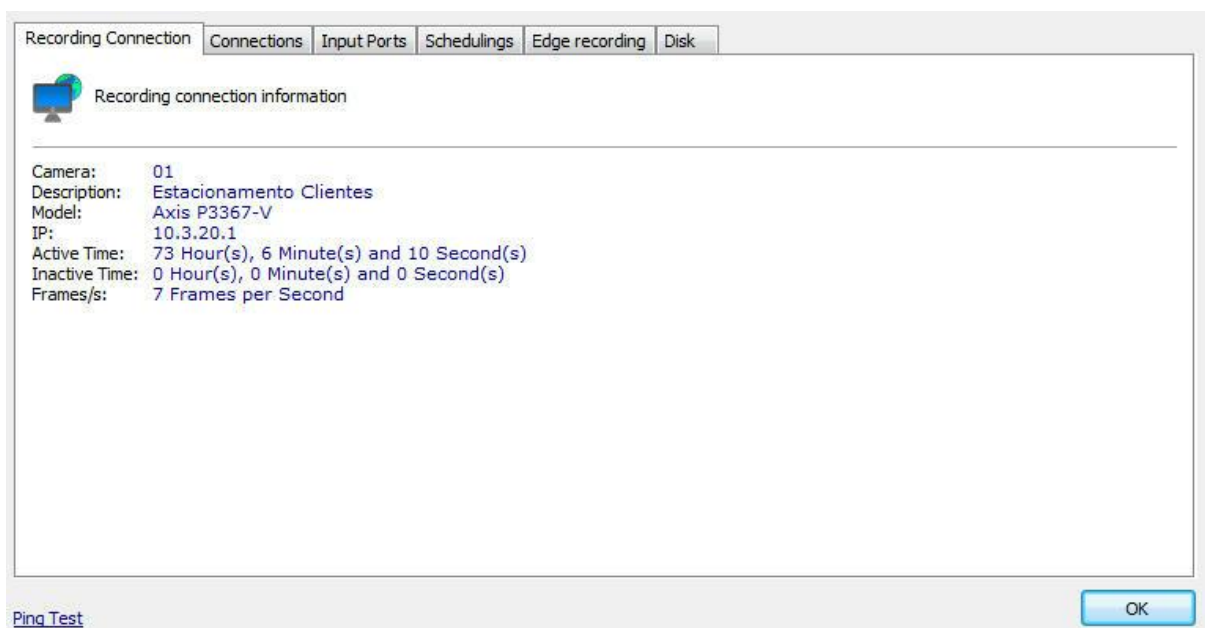 Recording Connection Connections Input Ports Schedulings Edge recording Disk
Recording connection information
Camera: 01
Description: Estacionamento Clientes
Model: Axis P3367-V
IP: 10.3.20.1
Active Time: 73 Hour(s), 6 Minute(s) and 10 Second(s)
Inactive Time: 0 Hour(s), 0 Minute(s) and 0 Second(s)
Frames/s: 7 Frames per Second
OK
Ping Test